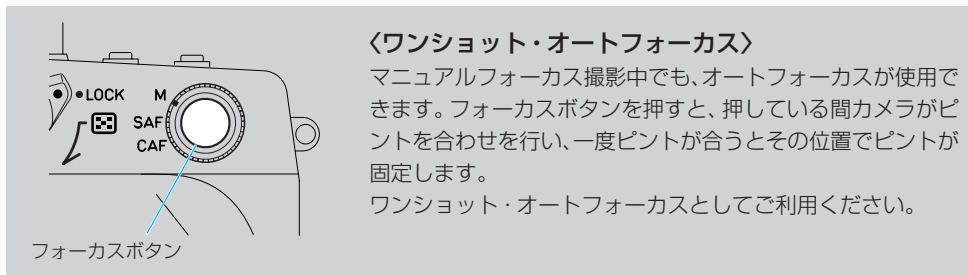 LOCK
M
SAF
CAF
フォーカスボタン
〈ワンショット・オートフォーカス〉
マニュアルフォーカス撮影中でも、オートフォーカスが使用で
きます。フォーカスボタンを押すと、押している間カメラがピ
ントを合わせを行い、一度ピントが合うとその位置でピントが
固定します。
ワンショット・オートフォーカスとしてご利用ください。